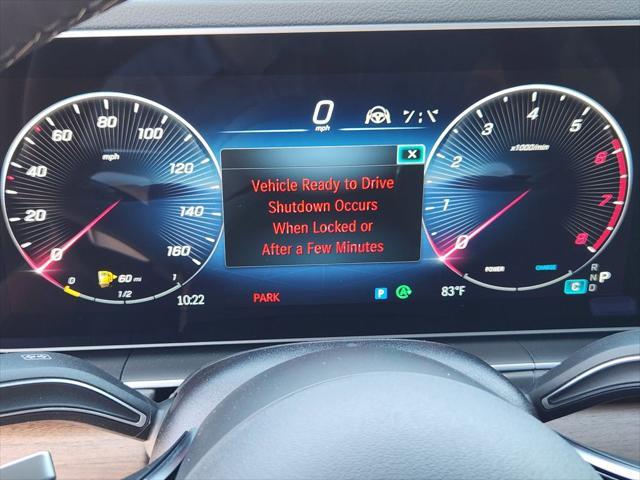 0
mph
X
Vehicle Ready to Drive
Shutdown Occurs
When Locked or
After a Few Minutes
0
20
40
60
80
100
120
140
160
mph
0
60 mi
1/2
1
10:22
PARK
P
A
83°F
0
1
2
3
4
5
6
7
8
x1000/min
POWER
CHARGE
C
R
N
D
P